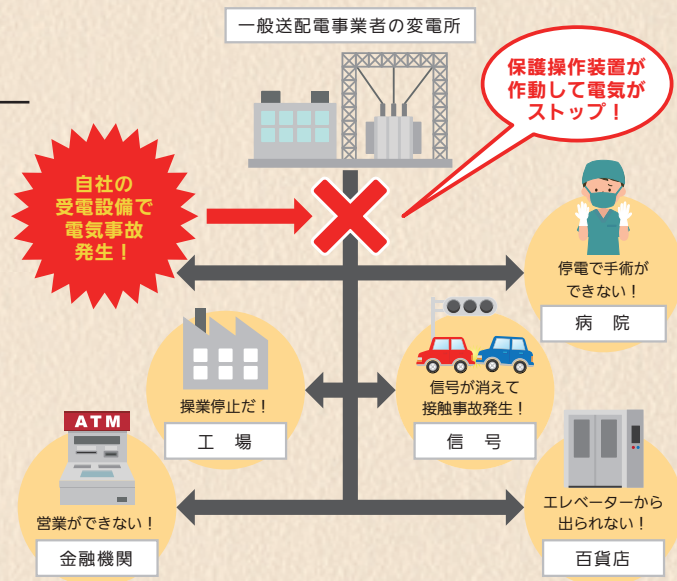 一般送配電事業者の変電所
保護操作装置が
作動して電気が
ストップ！
自社の
受電設備で
電気事故
発生！
停電で手術が
できない！
病　院
操業停止だ！
工　場
信号が消えて
接触事故発生！
信　号
ATM
営業ができない！
金融機関
エレベーターから
出られない！
百貨店